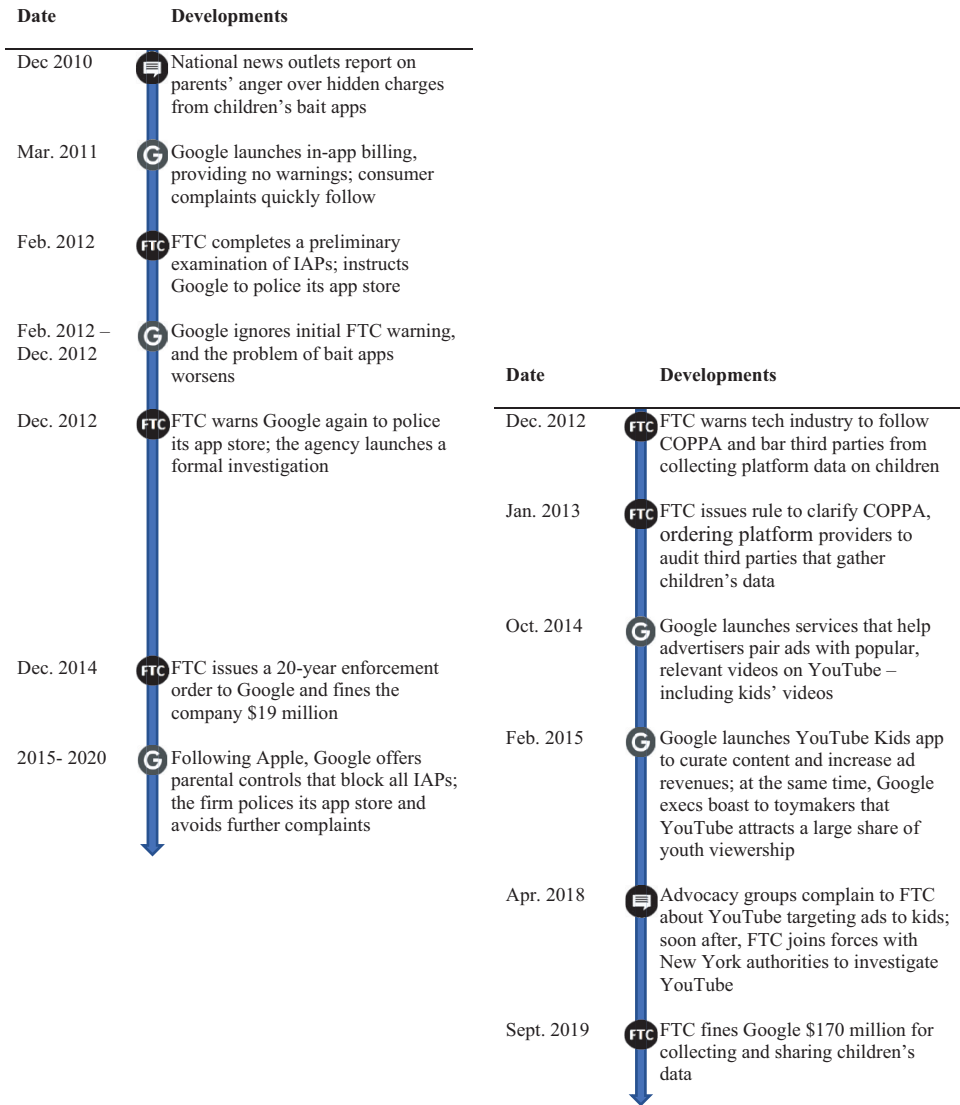 Date Developments
Dec 2010 National news outlets report on
parents’ anger over hidden charges
from children’s bait apps
Mar. 2011 G Google launches in-app billing,
providing no warnings; consumer
complaints quickly follow
Feb. 2012 FTC FTC completes a preliminary
examination of IAPs; instructs
Google to police its app store
Feb. 2012 – G Google ignores initial FTC warning,
Dec. 2012 and the problem of bait apps
worsens
Dec. 2012 FTC FTC warns Google again to police
its app store; the agency launches a
formal investigation
Dec. 2014 FTC FTC issues a 20-year enforcement
order to Google and fines the
company $19 million
2015- 2020 G Following Apple, Google offers
parental controls that block all IAPs;
the firm polices its app store and
avoids further complaints
Date Developments
Dec. 2012 FTC FTC warns tech industry to follow
COPPA and bar third parties from
collecting platform data on children
Jan. 2013 FTC FTC issues rule to clarify COPPA,
ordering platform providers to
audit third parties that gather
children’s data
Oct. 2014 G Google launches services that help
advertisers pair ads with popular,
relevant videos on YouTube –
including kids’ videos
Feb. 2015 G Google launches YouTube Kids app
to curate content and increase ad
revenues; at the same time, Google
execs boast to toymakers that
YouTube attracts a large share of
youth viewership
Apr. 2018 Advocacy groups complain to FTC
about YouTube targeting ads to kids;
soon after, FTC joins forces with
New York authorities to investigate
YouTube
Sept. 2019 FTC FTC fines Google $170 million for
collecting and sharing children’s
data